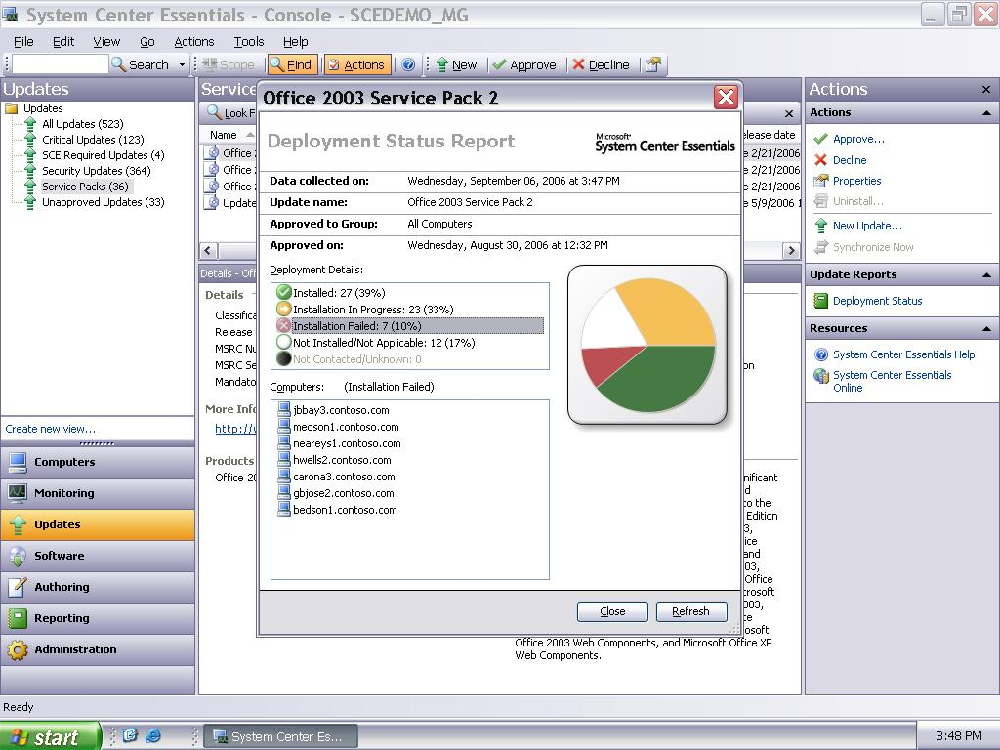 System Center Essentials - Console - SCEDEMO_MG
File Edit View Go Actions Tools Help
Search Scope Find Actions New Approve Decline
Updates
Updates
All Updates (523)
Critical Updates (123)
SCE Required Updates (4)
Security Updates (364)
Service Packs (36)
Unapproved Updates (33)
Create new view...
Computers
Monitoring
Updates
Software
Authoring
Reporting
Administration
Service
Look F
Name
elease date
Office 2
e 2/21/2006
Office 2
e 2/21/2006
Office 2
e 2/21/2006
Update
e 5/9/2006 1
Details - Off
Details
Classifica
Release
MSRC Nu
MSRC Se
on
Mandato
More Info
http://w
Products
Office 20
nificant
d
o the
Edition
3,
ice
and
03,
Office
crosoft
003,
ce
osoft
Office 2003 Web Components, and Microsoft Office XP
Web Components.
Office 2003 Service Pack 2
Deployment Status Report
Microsoft
System Center Essentials
Data collected on: Wednesday, September 06, 2006 at 3:47 PM
Update name: Office 2003 Service Pack 2
Approved to Group: All Computers
Approved on: Wednesday, August 30, 2006 at 12:32 PM
Deployment Details:
Installed: 27 (39%)
Installation In Progress: 23 (33%)
Installation Failed: 7 (10%)
Not Installed/Not Applicable: 12 (17%)
Not Contacted/Unknown: 0
Computers: (Installation Failed)
jbbay3.contoso.com
medson1.contoso.com
neareys1.contoso.com
hwells2.contoso.com
carona3.contoso.com
gbjose2.contoso.com
bedson1.contoso.com
Close Refresh
Actions
Actions
Approve...
Decline
Properties
Uninstall...
New Update...
Synchronize Now
Update Reports
Deployment Status
Resources
System Center Essentials Help
System Center Essentials
Online
Ready
start System Center Es... 3:48 PM